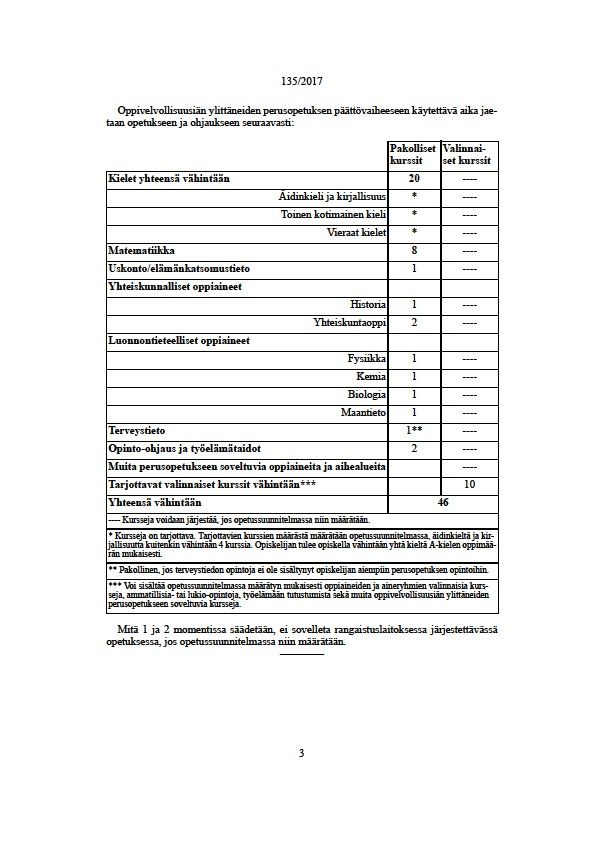 135/2017
Oppivelvollisuusiän ylittäneiden perusopetuksen päättövaiheeseen käytettävä aika jae-
taan opetukseen ja ohjaukseen seuraavasti:
Pakolliset Valinnai-
kurssit set kurssit
Kielet yhteensä vähintään 20 ----
Äidinkieli ja kirjallisuus * ----
Toinen kotimainen kieli * ----
Vieraat kielet * ----
Matematiikka 8 ----
Uskonto/elämänkatsomustieto 1 ----
Yhteiskunnalliset oppiaineet
Historia 1 ----
Yhteiskuntaoppi 2 ----
Luonnontieteelliset oppiaineet
Fysiikka 1 ----
Kemia 1 ----
Biologia 1 ----
Maantieto 1 ----
Terveystieto 1** ----
Opinto-ohjaus ja työelämätaidot 2 ----
Muita perusopetukseen soveltuvia oppiaineita ja aihealueita ----
Tarjottavat valinnaiset kurssit vähintään*** 10
Yhteensä vähintään 46
---- Kursseja voidaan järjestää, jos opetussuunnitelmassa niin määrätään.
* Kursseja on tarjottava. Tarjottavien kurssien määrästä määrätään opetussuunnitelmassa, äidinkieltä ja kir-
jallisuutta kuitenkin vähintään 4 kurssia. Opiskelijan tulee opiskella vähintään yhtä kieltä A-kielen oppimää-
rän mukaisesti.
** Pakollinen, jos terveystiedon opintoja ei ole sisältynyt opiskelijan aiempiin perusopetuksen opintoihin.
*** Voi sisältää opetussuunnitelmassa määrätyn mukaisesti oppiaineiden ja aineryhmien valinnaisia kurs-
seja, ammatillisia- tai lukio-opintoja, työelämään tutustumista sekä muita oppivelvollisuusiän ylittäneiden
perusopetukseen soveltuvia kursseja.
Mitä 1 ja 2 momentissa säädetään, ei sovelleta rangaistuslaitoksessa järjestettävässä
opetuksessa, jos opetussuunnitelmassa niin määrätään.
3